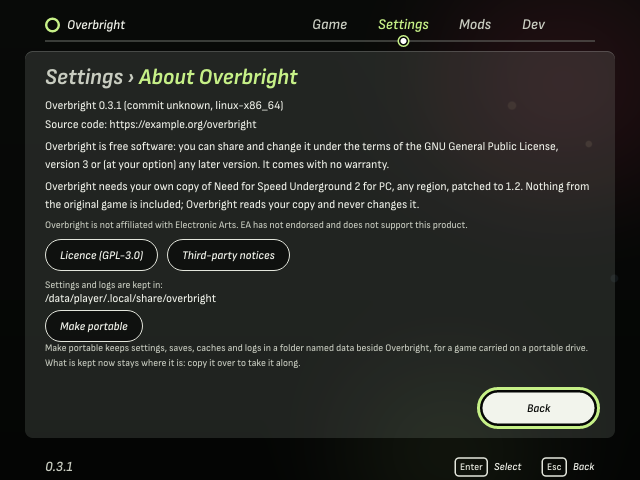 Overbright
Game
Settings
Mods
Dev
Settings › About Overbright
Overbright 0.3.1 (commit unknown, linux-x86_64)
Source code: https://example.org/overbright
Overbright is free software: you can share and change it under the terms of the GNU General Public License,
version 3 or (at your option) any later version. It comes with no warranty.
Overbright needs your own copy of Need for Speed Underground 2 for PC, any region, patched to 1.2. Nothing from
the original game is included; Overbright reads your copy and never changes it.
Overbright is not affiliated with Electronic Arts. EA has not endorsed and does not support this product.
Licence (GPL-3.0)
Third-party notices
Settings and logs are kept in:
/data/player/.local/share/overbright
Make portable
Make portable keeps settings, saves, caches and logs in a folder named data beside Overbright, for a game carried on a portable drive.
What is kept now stays where it is: copy it over to take it along.
Back
0.3.1
Enter Select
Esc Back